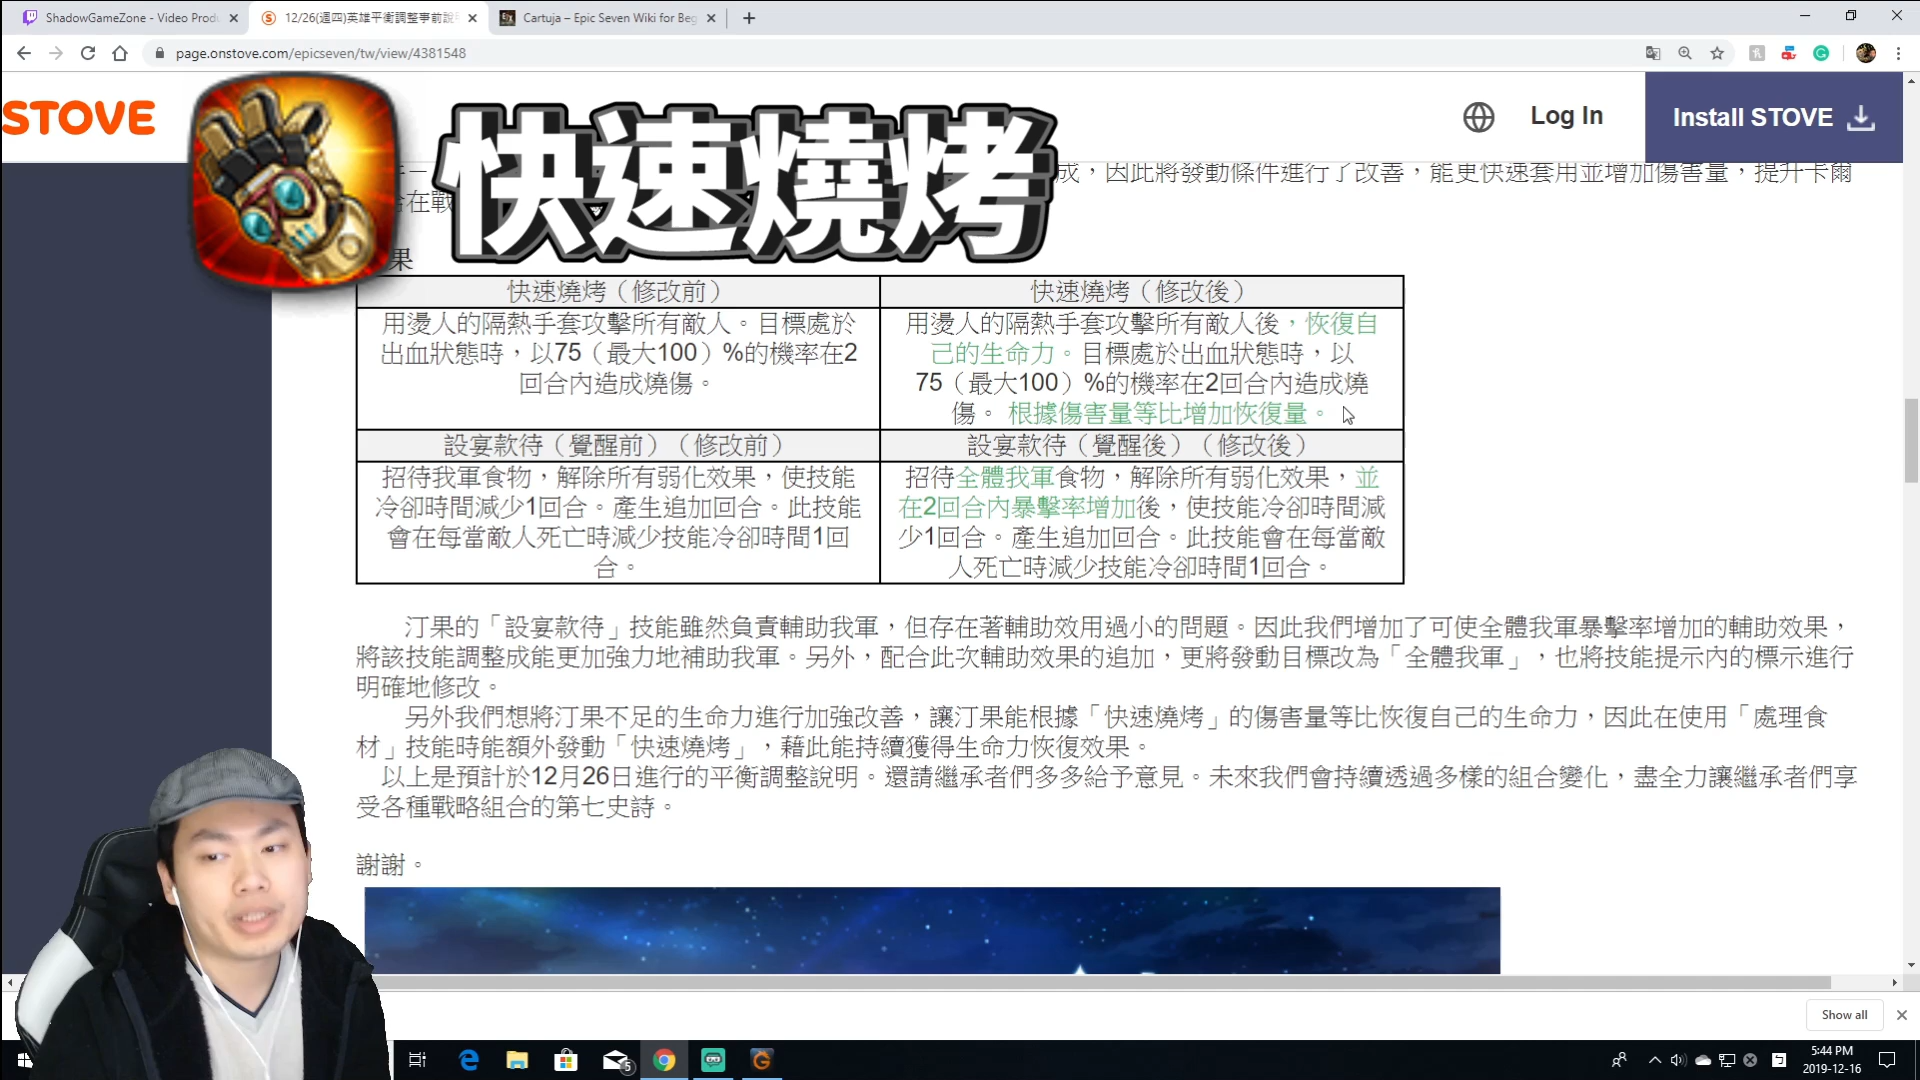 ShadowGameZone - Video Produ
12/26(週四)英雄平衡調整事前說
Cartuja – Epic Seven Wiki for Beg
page.onstove.com/epicseven/tw/view/4381548
STOVE
快速燒烤
Log In
Install STOVE
成，因此將發動條件進行了改善，能更快速套用並增加傷害量，提升卡爾
在戰
果
快速燒烤（修改前）
快速燒烤（修改後）
用燙人的隔熱手套攻擊所有敵人。目標處於
出血狀態時，以75（最大100）%的機率在2
回合內造成燒傷。
用燙人的隔熱手套攻擊所有敵人後，恢復自
己的生命力。目標處於出血狀態時，以
75（最大100）%的機率在2回合內造成燒
傷。 根據傷害量等比增加恢復量。
設宴款待（覺醒前）（修改前）
設宴款待（覺醒後）（修改後）
招待我軍食物，解除所有弱化效果，使技能
冷卻時間減少1回合。產生追加回合。此技能
會在每當敵人死亡時減少技能冷卻時間1回
合。
招待全體我軍食物，解除所有弱化效果，並
在2回合內暴擊率增加後，使技能冷卻時間減
少1回合。產生追加回合。此技能會在每當敵
人死亡時減少技能冷卻時間1回合。
汀果的「設宴款待」技能雖然負責輔助我軍，但存在著輔助效用過小的問題。因此我們增加了可使全體我軍暴擊率增加的輔助效果，
將該技能調整成能更加強力地補助我軍。另外，配合此次輔助效果的追加，更將發動目標改為「全體我軍」，也將技能提示內的標示進行
明確地修改。
另外我們想將汀果不足的生命力進行加強改善，讓汀果能根據「快速燒烤」的傷害量等比恢復自己的生命力，因此在使用「處理食
材」技能時能額外發動「快速燒烤」，藉此能持續獲得生命力恢復效果。
以上是預計於12月26日進行的平衡調整說明。還請繼承者們多多給予意見。未來我們會持續透過多樣的組合變化，盡全力讓繼承者們享
受各種戰略組合的第七史詩。
謝謝。
Show all
5
5:44 PM
2019-12-16